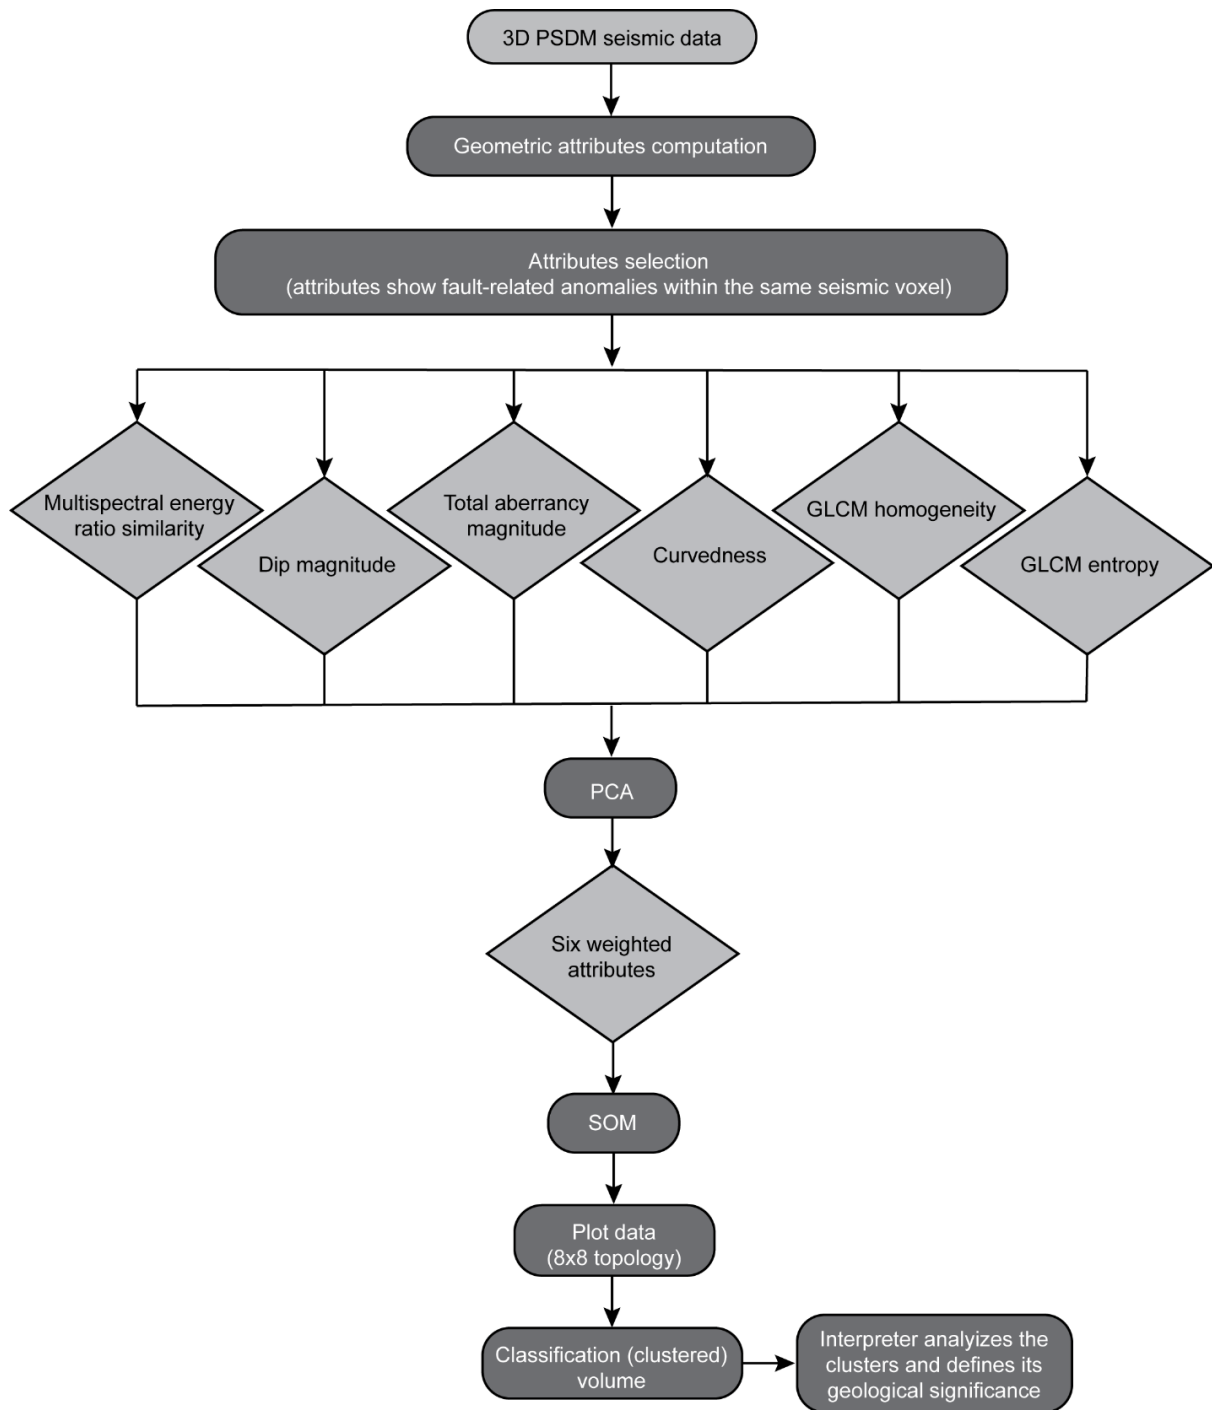 3D PSDM seismic data
Geometric attributes computation
Attributes selection
(attributes show fault-related anomalies within the same seismic voxel)
Multispectral energy
ratio similarity
Dip magnitude
Total aberrancy
magnitude
Curvedness
GLCM homogeneity
GLCM entropy
PCA
Six weighted
attributes
SOM
Plot data
(8x8 topology)
Classification (clustered)
volume
Interpreter analyizes the
clusters and defines its
geological significance